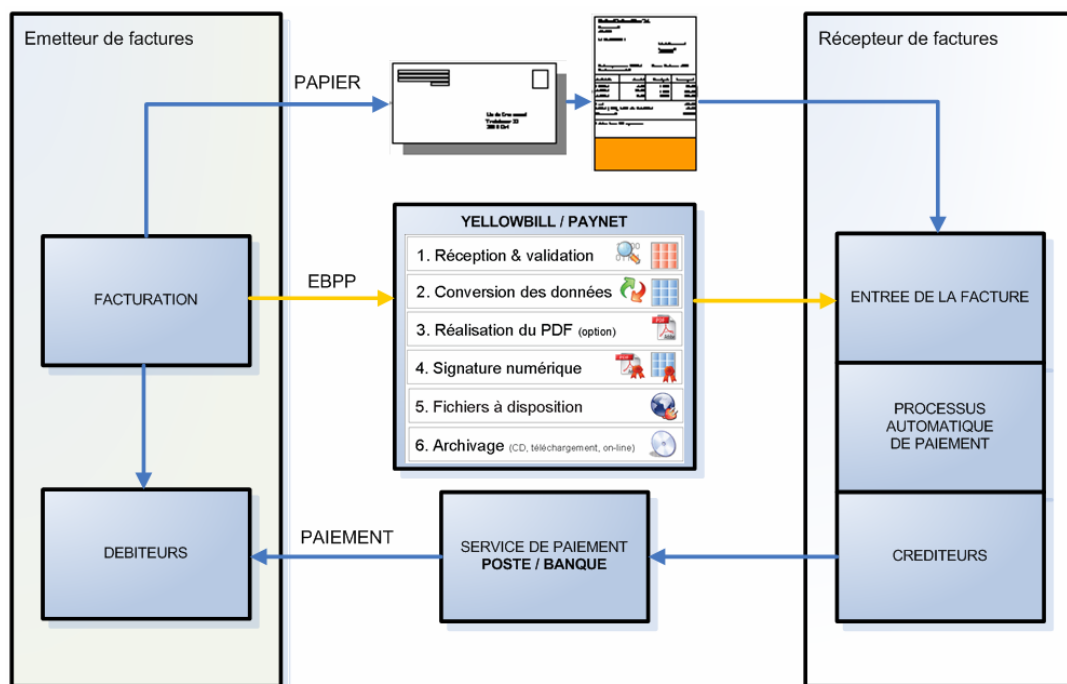 Emetteur de factures
Récepteur de factures
PAPIER
YELLOWBILL / PAYNET
1. Réception & validation
2. Conversion des données
3. Réalisation du PDF (option)
4. Signature numérique
5. Fichiers à disposition
6. Archivage (CD, téléchargement, on-line)
FACTURATION
EBPP
ENTREE DE LA FACTURE
PROCESSUS
AUTOMATIQUE
DE PAIEMENT
DEBITEURS
PAIEMENT
SERVICE DE PAIEMENT
POSTE / BANQUE
CREDITEURS